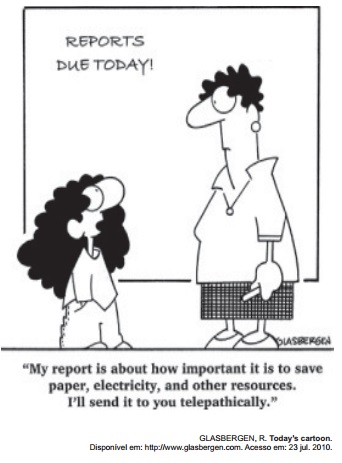 REPORTS
DUE TODAY!
GLASBERGEN
"My report is about how important it is to save
paper, electricity, and other resources.
I'll send it to you telepathically."
GLASBERGEN, R. Today's cartoon.
Disponível em: http://www.glasbergen.com. Acesso em: 23 jul. 2010.